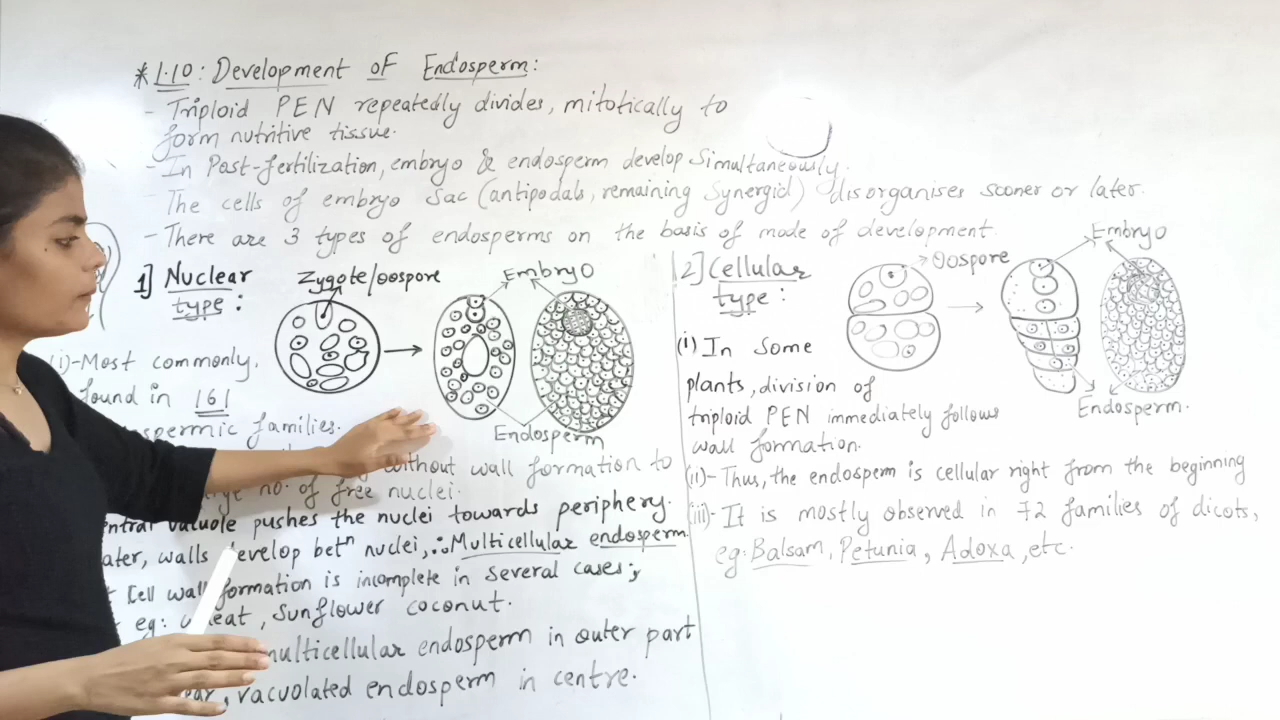 * 1.10: Development of Endosperm:
- Triploid PEN repeatedly divides, mitotically to
form nutritive tissue.
- In Post-fertilization, embryo & endosperm develop simultaneously.
- The cells of embryo sac (antipodals, remaining synergid) disorganises sooner or later.
- There are 3 types of endosperms on the basis of mode of development.
1] Nuclear
type:
Zygote/oospore
Embryo
Endosperm
i)-Most commonly,
found in 161
spermic families.
without wall formation to
no. of free nuclei.
vacuole pushes the nuclei towards periphery.
ater, walls develop betn nuclei, ∴ Multicellular endosperm
Cell wall formation is incomplete in several cases;
eg: wheat, sunflower coconut.
multicellular endosperm in outer part
, vacuolated endosperm in centre.
2] Cellular
type:
Oospore
Embryo
Endosperm.
(i) In some
plants, division of
triploid PEN immediately follows
wall formation.
(ii)- Thus, the endosperm is cellular right from the beginning
(iii)- It is mostly observed in 72 families of dicots,
eg: Balsam, Petunia, Adoxa, etc.